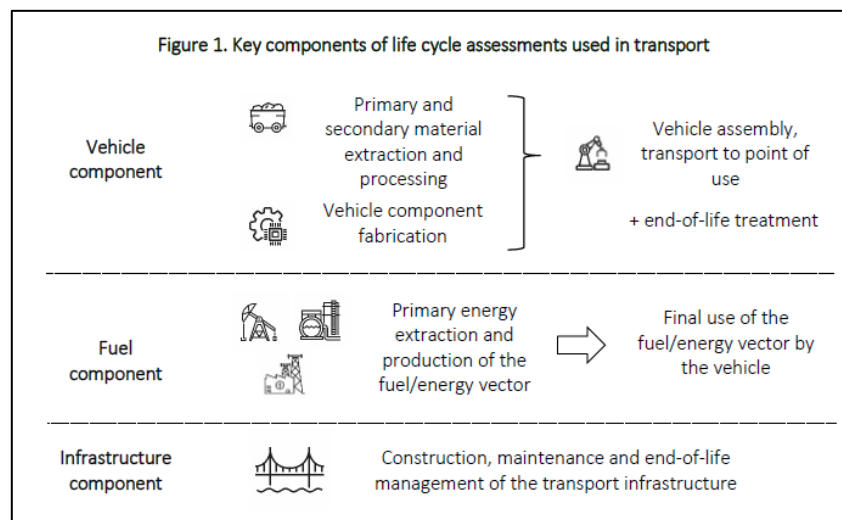 Figure 1. Key components of life cycle assessments used in transport
Vehicle
component
Primary and
secondary material
extraction and
processing
Vehicle component
fabrication
Vehicle assembly,
transport to point of
use
+ end-of-life treatment
Fuel
component
Primary energy
extraction and
production of the
fuel/energy vector
Final use of the
fuel/energy vector by
the vehicle
Infrastructure
component
Construction, maintenance and end-of-life
management of the transport infrastructure